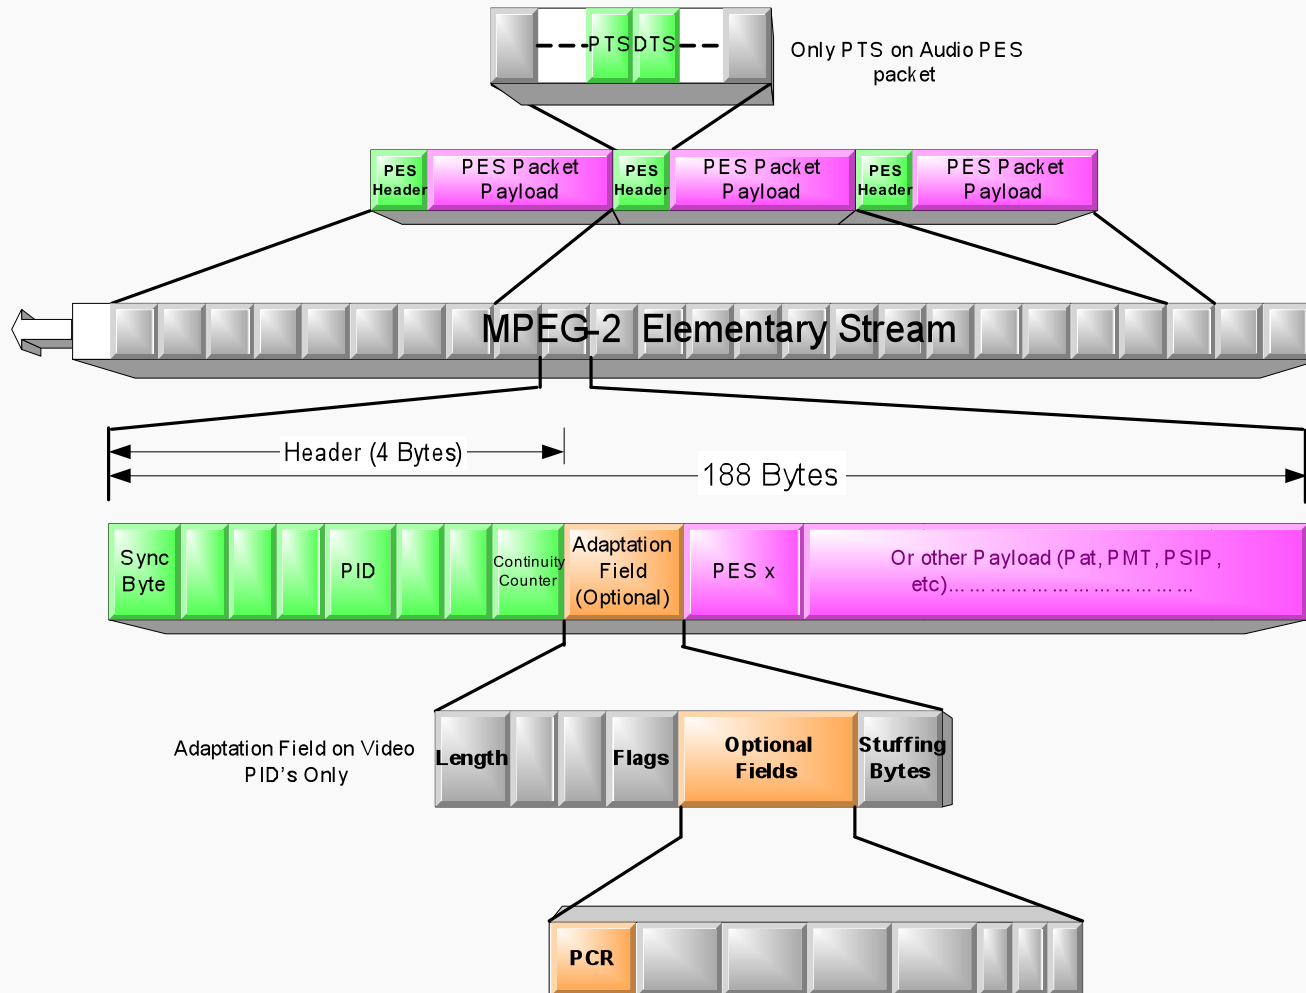 PTS DTS
Only PTS on Audio PES
packet
PES
Header
PES Packet
Payload
PES
Header
PES Packet
Payload
PES
Header
PES Packet
Payload
MPEG-2 Elementary Stream
Header (4 Bytes)
188 Bytes
Sync
Byte
PID
Continuity
Counter
Adaptation
Field
(Optional)
PES x
Or other Payload (Pat, PMT, PSIP,
etc)………………………………
Adaptation Field on Video
PID's Only
Length
Flags
Optional
Fields
Stuffing
Bytes
PCR